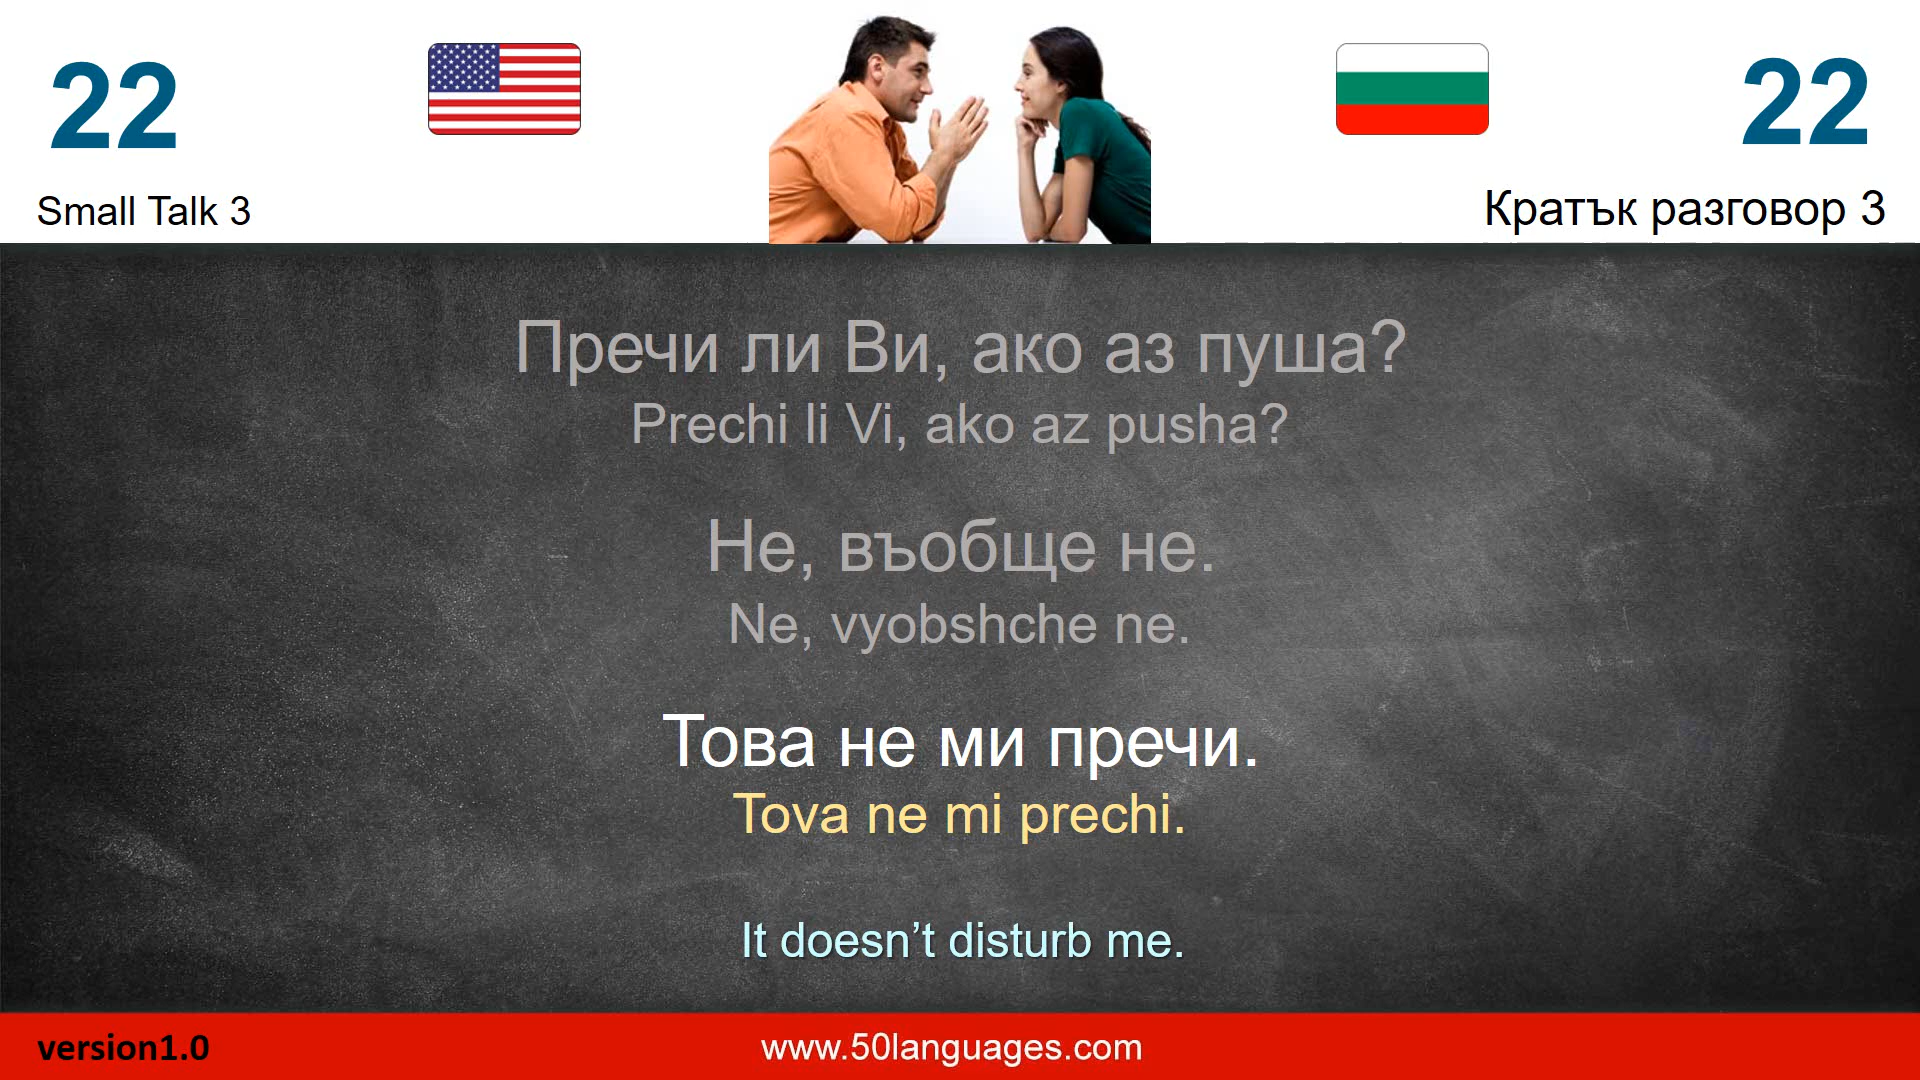 22
22
Small Talk 3
Кратък разговор 3
Пречи ли Ви, ако аз пуша?
Prechi li Vi, ako az pusha?
Не, въобще не.
Ne, vyobshche ne.
Това не ми пречи.
Tova ne mi prechi.
It doesn’t disturb me.
version1.0
www.50languages.com